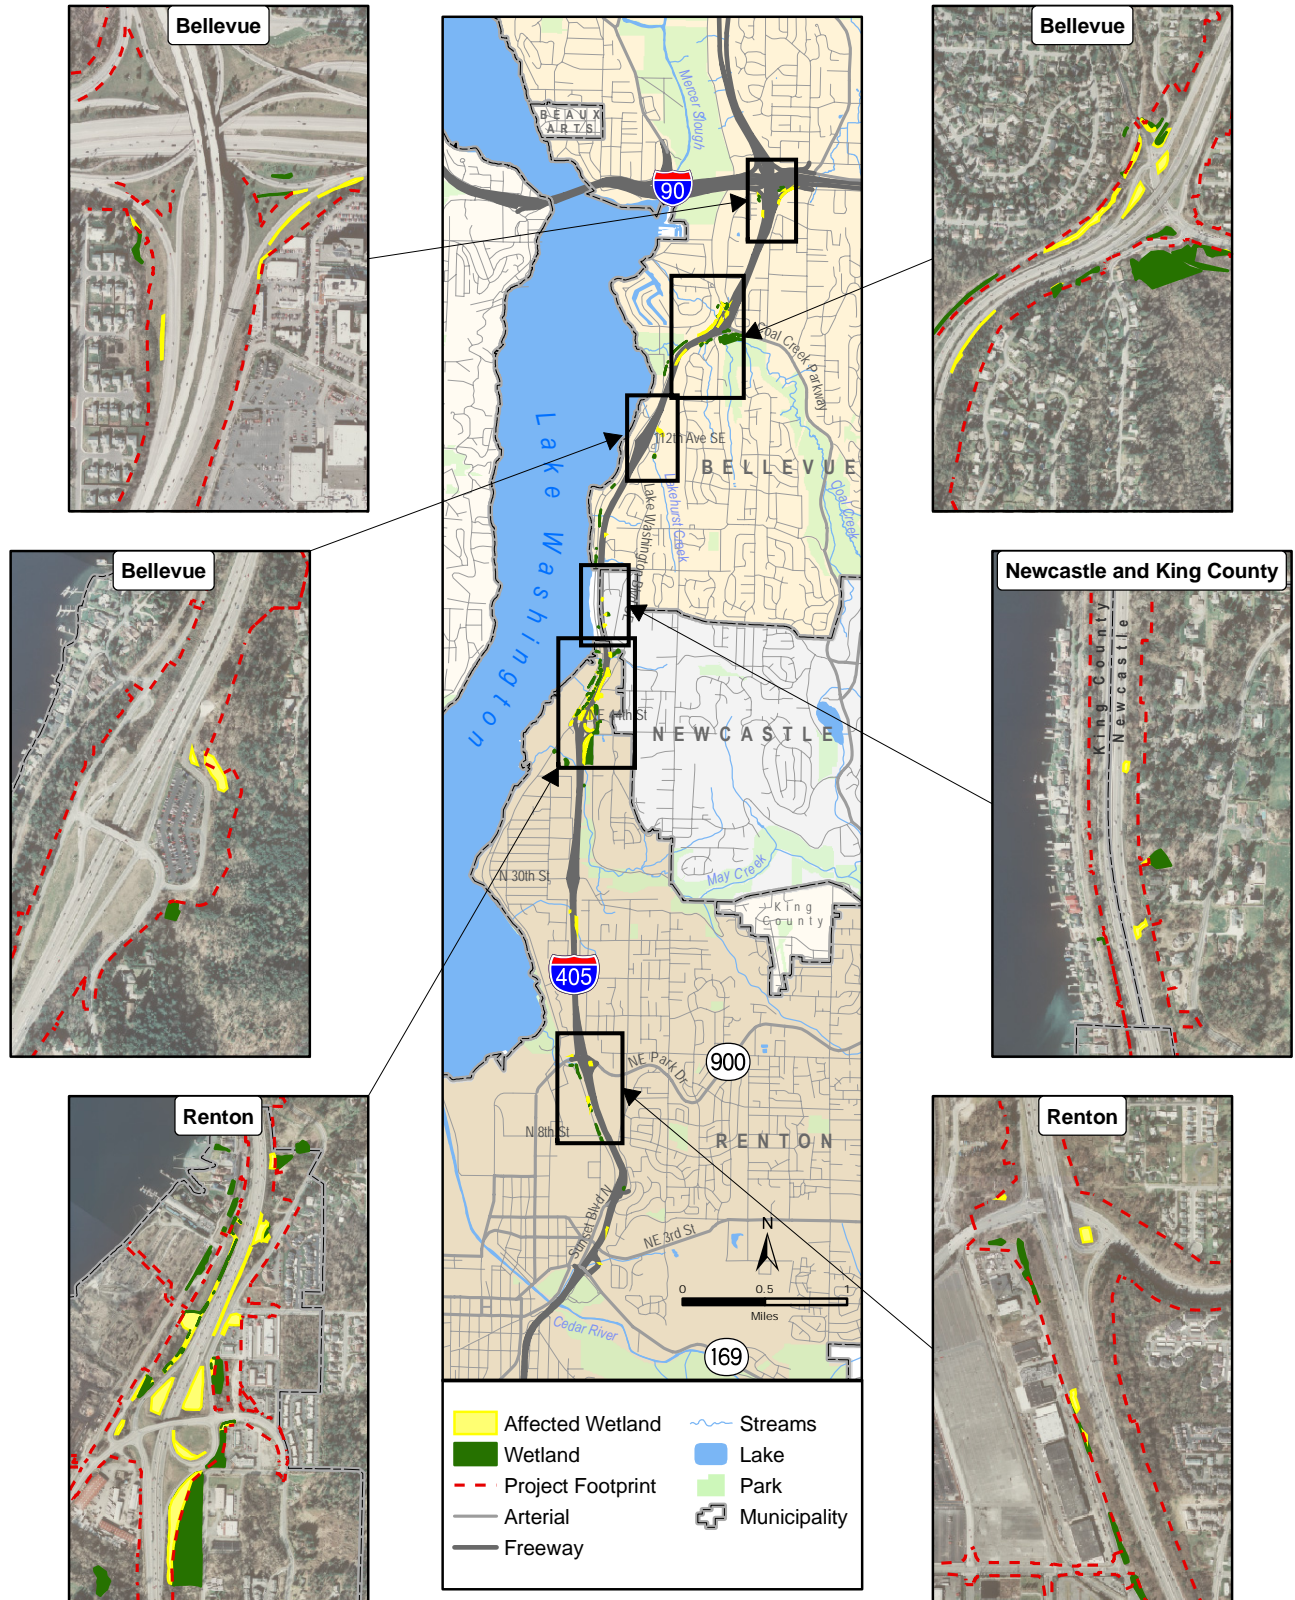 Bellevue
Bellevue
Bellevue
Newcastle and King County
King County
Newcastle
Renton
Renton
BEAUX
ARTS
Mercer Slough
90
Coal Creek Parkway
112th Ave SE
BELLEVUE
Lakehurst Creek
Coal Creek
Lake Washington
NE 44th St
NEWCASTLE
N 30th St
May Creek
King
County
405
NE Park Dr
900
N 8th St
RENTON
Sunset Blvd N
NE 3rd St
N
0 0.5 1
Miles
Cedar River
169
Affected Wetland
Wetland
Project Footprint
Arterial
Freeway
Streams
Lake
Park
Municipality